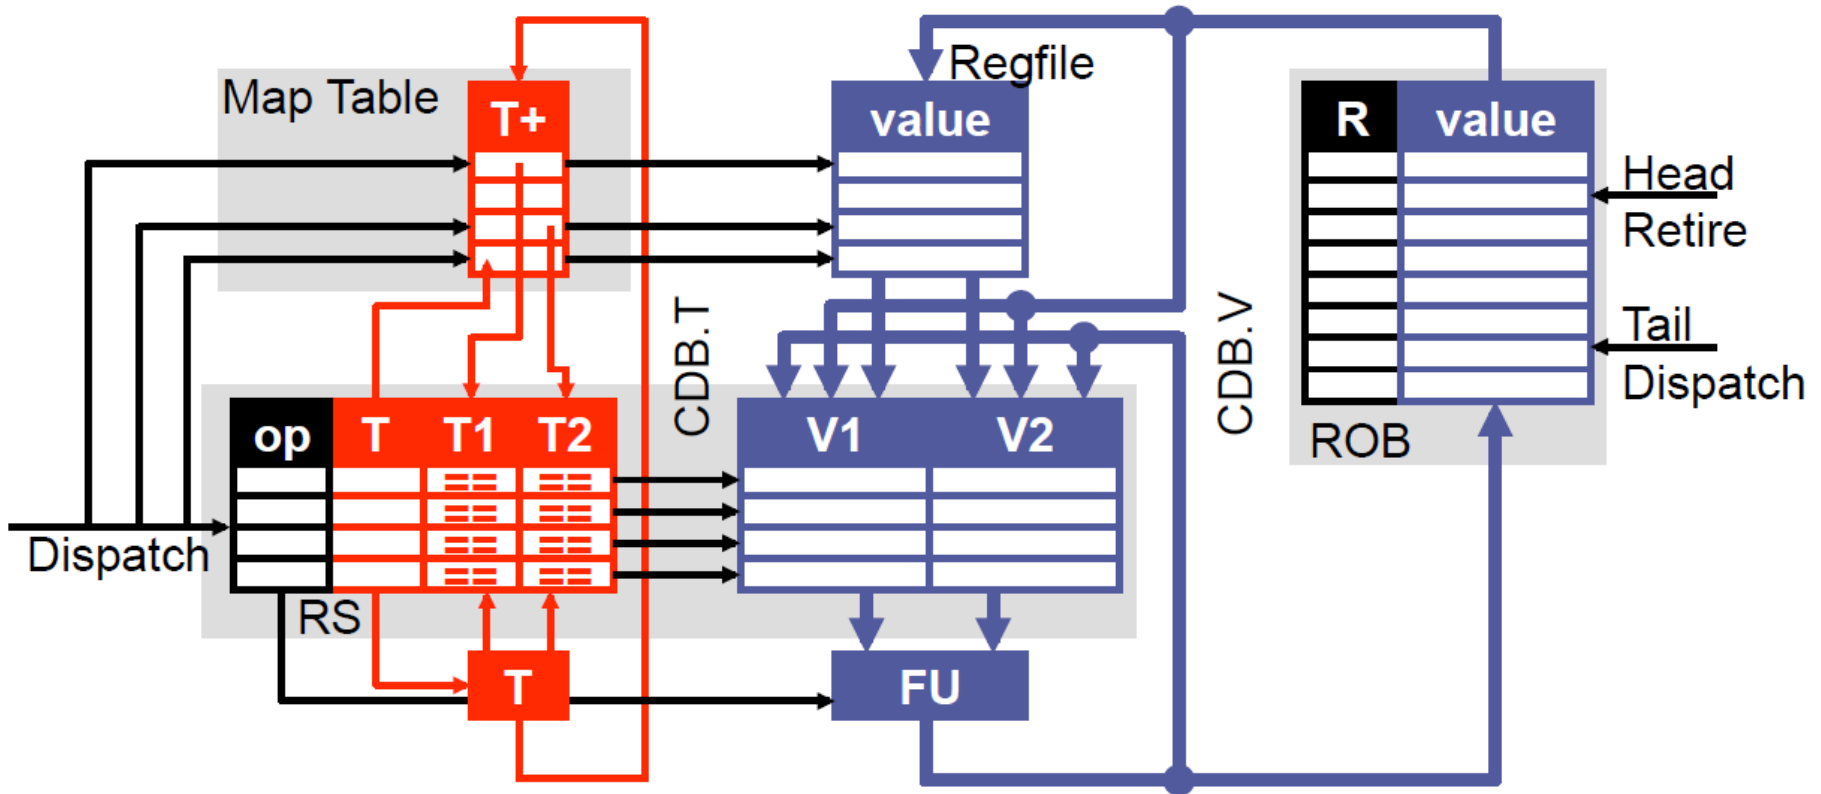 Map Table
T+
Regfile
value
R
value
Head
Retire
Tail
Dispatch
CDB.T
CDB.V
ROB
op
T
T1
T2
V1
V2
==
==
==
==
==
==
==
==
Dispatch
RS
T
FU